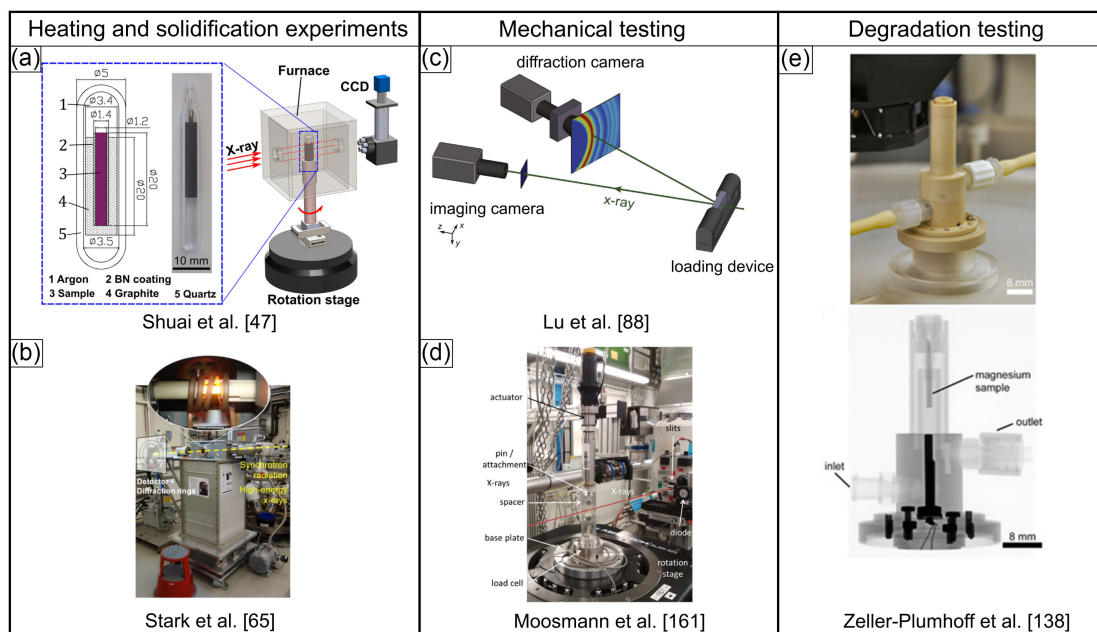 Heating and solidification experiments
Mechanical testing
Degradation testing
(a)
Ø5
Ø3.4
Ø1.4
Ø1.2
1
2
3
4
5
Ø20
Ø20
Ø3.5
10 mm
1 Argon 2 BN coating
3 Sample 4 Graphite 5 Quartz
Furnace
CCD
X-ray
Rotation stage
Shuai et al. [47]
(b)
Synchrotron
radiation
High-energy
x-rays
Detector +
Diffraction rings
Stark et al. [65]
(c)
diffraction camera
imaging camera
x-ray
x
z
y
loading device
Lu et al. [88]
(d)
actuator
slits
pin /
attachment
X-rays
X-rays
spacer
diode
base plate
rotation
stage
load cell
Moosmann et al. [161]
(e)
8 mm
magnesium
sample
outlet
inlet
8 mm
Zeller-Plumhoff et al. [138]